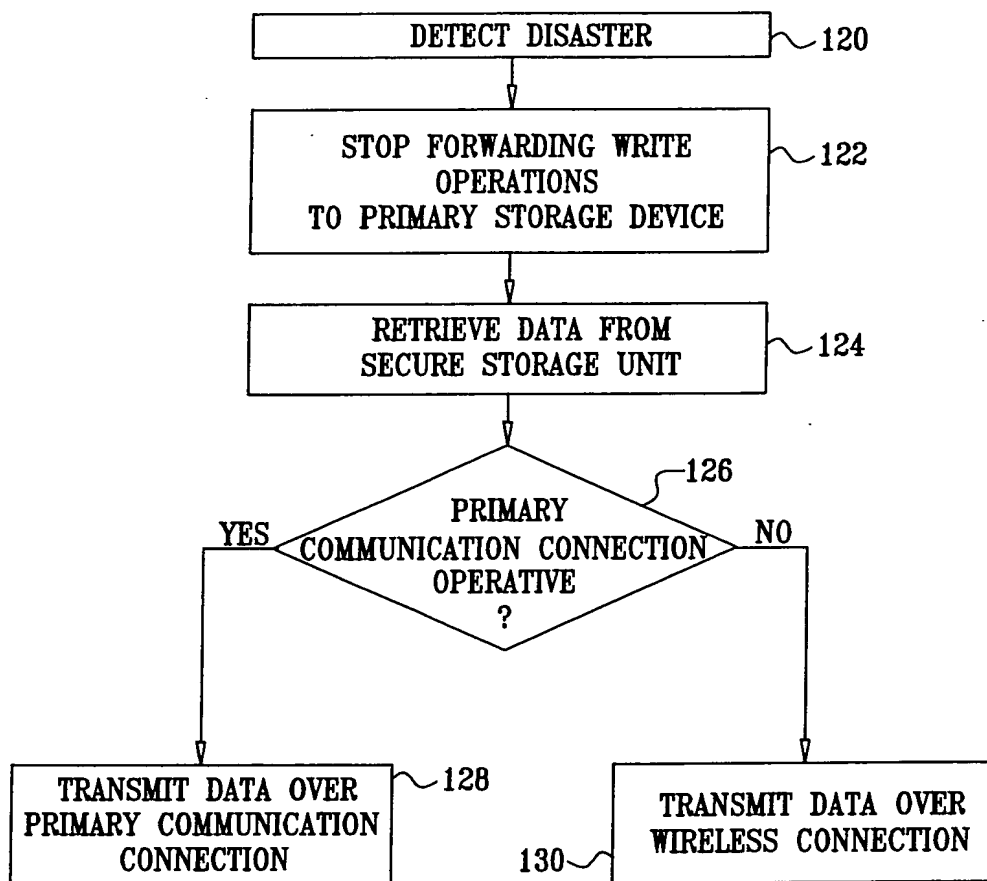 DETECT DISASTER
120
STOP FORWARDING WRITE
OPERATIONS
TO PRIMARY STORAGE DEVICE
122
RETRIEVE DATA FROM
SECURE STORAGE UNIT
124
126
PRIMARY
COMMUNICATION CONNECTION
OPERATIVE
?
YES
NO
TRANSMIT DATA OVER
PRIMARY COMMUNICATION
CONNECTION
128
TRANSMIT DATA OVER
WIRELESS CONNECTION
130